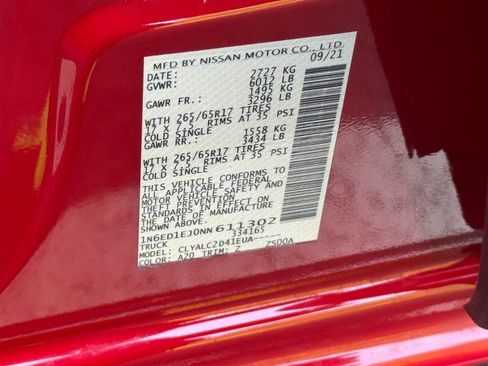 MFD BY NISSAN MOTOR CO., LTD.
DATE: 09/21
GVWR: 2727 KG
6012 LB
GAWR FR.: 1495 KG
3296 LB
WITH 265/65R17 TIRES
17 X 7.5 RIMS AT 35 PSI
COLD SINGLE
GAWR RR.: 1558 KG
3434 LB
WITH 265/65R17 TIRES
17 X 7.5 RIMS AT 35 PSI
COLD SINGLE
THIS VEHICLE CONFORMS TO
ALL APPLICABLE FEDERAL
MOTOR VEHICLE SAFETY AND
THEFT PREVENTION
STANDARDS IN EFFECT ON
THE DATE OF MANUFACTURE
SHOWN ABOVE.
1N6ED1EJ0NN611302
TRUCK 334165
MODEL: CLYALC2D41EUA-----
COLOR: A20 TRIM: Z ZS00A